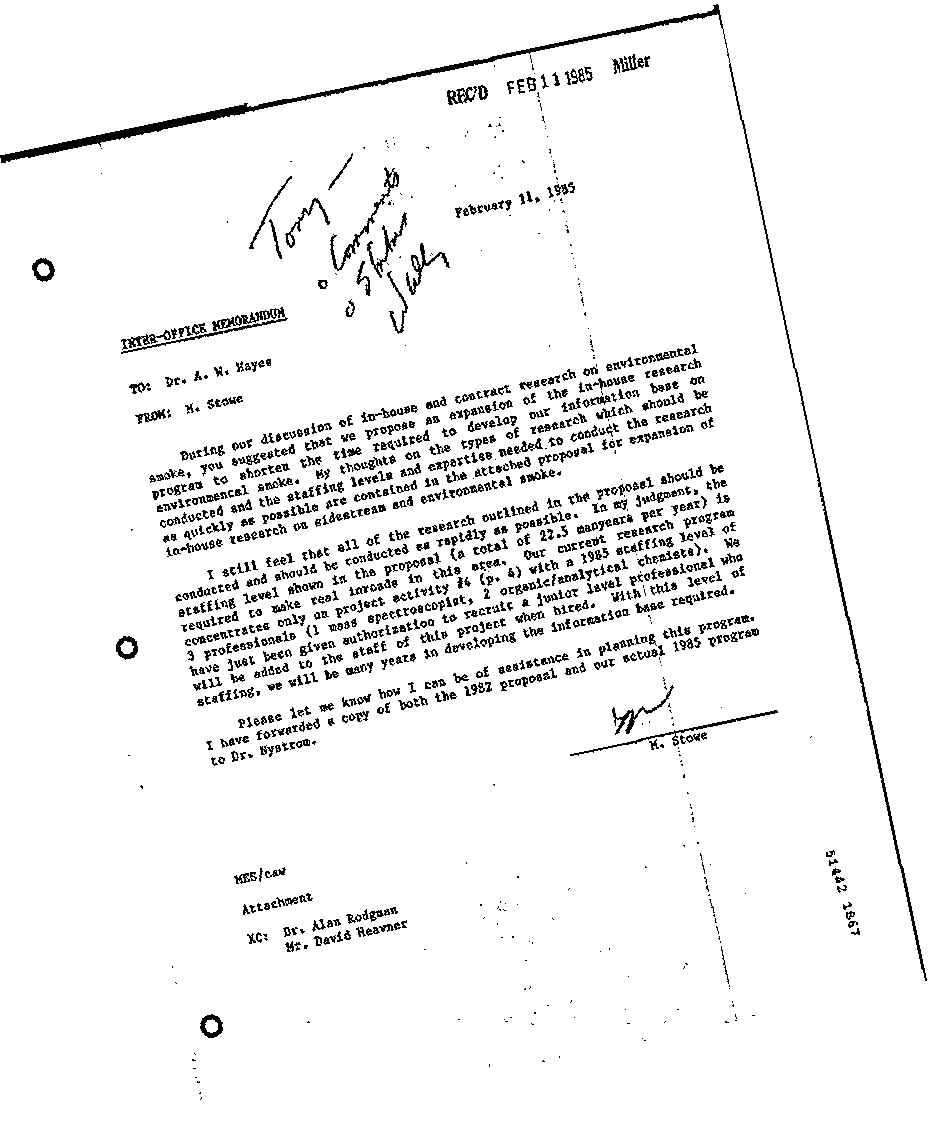 REC'D FEB 11 1985 Miller
February 11, 1985
Tony —
o Comments
o
Wally
INTER-OFFICE MEMORANDUM
TO: Dr. A. W. Hayes
FROM: M. Stowe
During our discussion of in-house and contract research on environmental
smoke, you suggested that we propose an expansion of the in-house research
program to shorten the time required to develop our information base on
environmental smoke. My thoughts on the types of research which should be
conducted and the staffing levels and expertise needed to conduct the research
as quickly as possible are contained in the attached proposal for expansion of
in-house research on sidestream and environmental smoke.
I still feel that all of the research outlined in the proposal should be
conducted and should be conducted as rapidly as possible. In my judgment, the
staffing level shown in the proposal (a total of 22.5 manyears per year) is
required to make real inroads in this area. Our current research program
concentrates only on project activity #4 (p. 4) with a 1985 staffing level of
3 professionals (1 mass spectroscopist, 2 organic/analytical chemists). We
have just been given authorization to recruit a junior level professional who
will be added to the staff of this project when hired. With this level of
staffing, we will be many years in developing the information base required.
Please let me know how I can be of assistance in planning this program.
I have forwarded a copy of both the 1982 proposal and our actual 1985 program
to Dr. Nystrom.
M. Stowe
MES/caw
Attachment
XC: Dr. Alan Rodgman
Mr. David Heavner
51442 1867